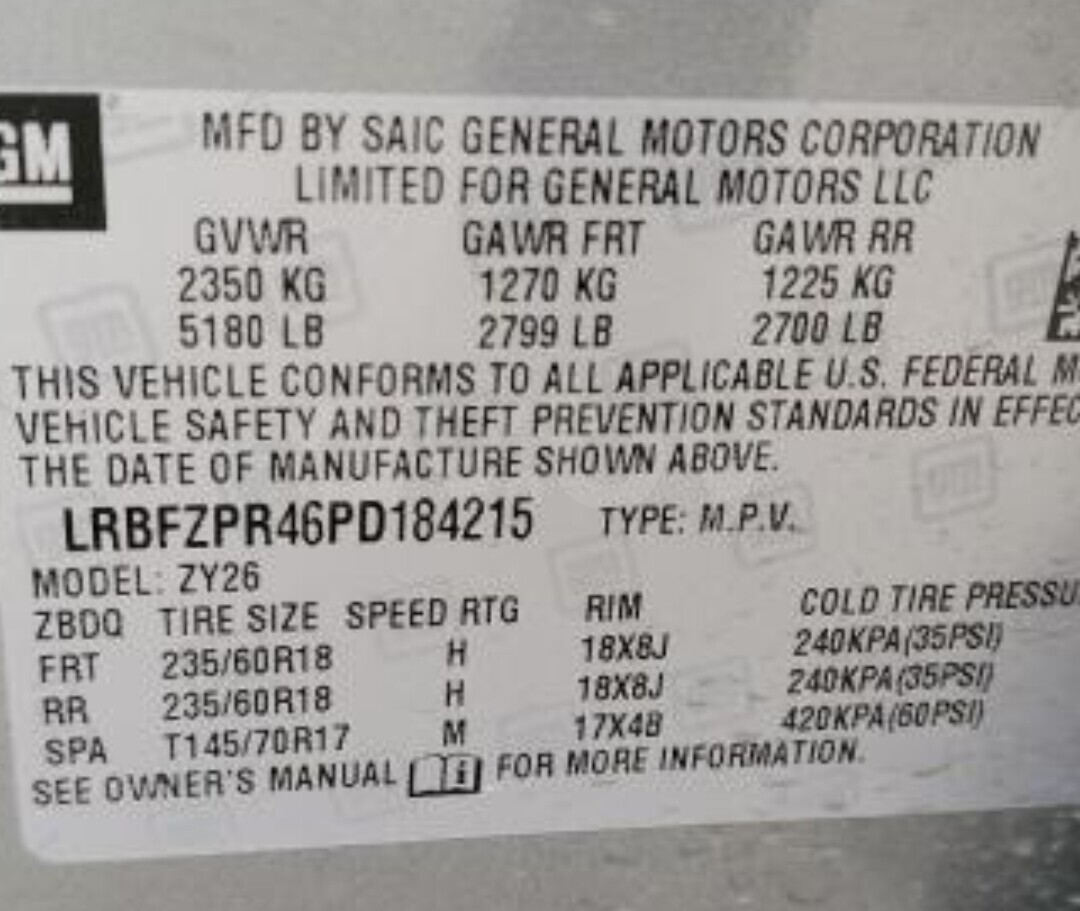 GM
MFD BY SAIC GENERAL MOTORS CORPORATION
LIMITED FOR GENERAL MOTORS LLC
GVWR GAWR FRT GAWR RR
2350 KG 1270 KG 1225 KG
5180 LB 2799 LB 2700 LB
THIS VEHICLE CONFORMS TO ALL APPLICABLE U.S. FEDERAL M
VEHICLE SAFETY AND THEFT PREVENTION STANDARDS IN EFFEC
THE DATE OF MANUFACTURE SHOWN ABOVE.
LRBFZPR46PD184215 TYPE: M.P.V.
MODEL: ZY26
ZBDQ TIRE SIZE SPEED RTG RIM COLD TIRE PRESSU
FRT 235/60R18 H 18X8J 240KPA(35PSI)
RR 235/60R18 H 18X8J 240KPA(35PSI)
SPA T145/70R17 M 17X4B 420KPA(60PSI)
SEE OWNER'S MANUAL FOR MORE INFORMATION.